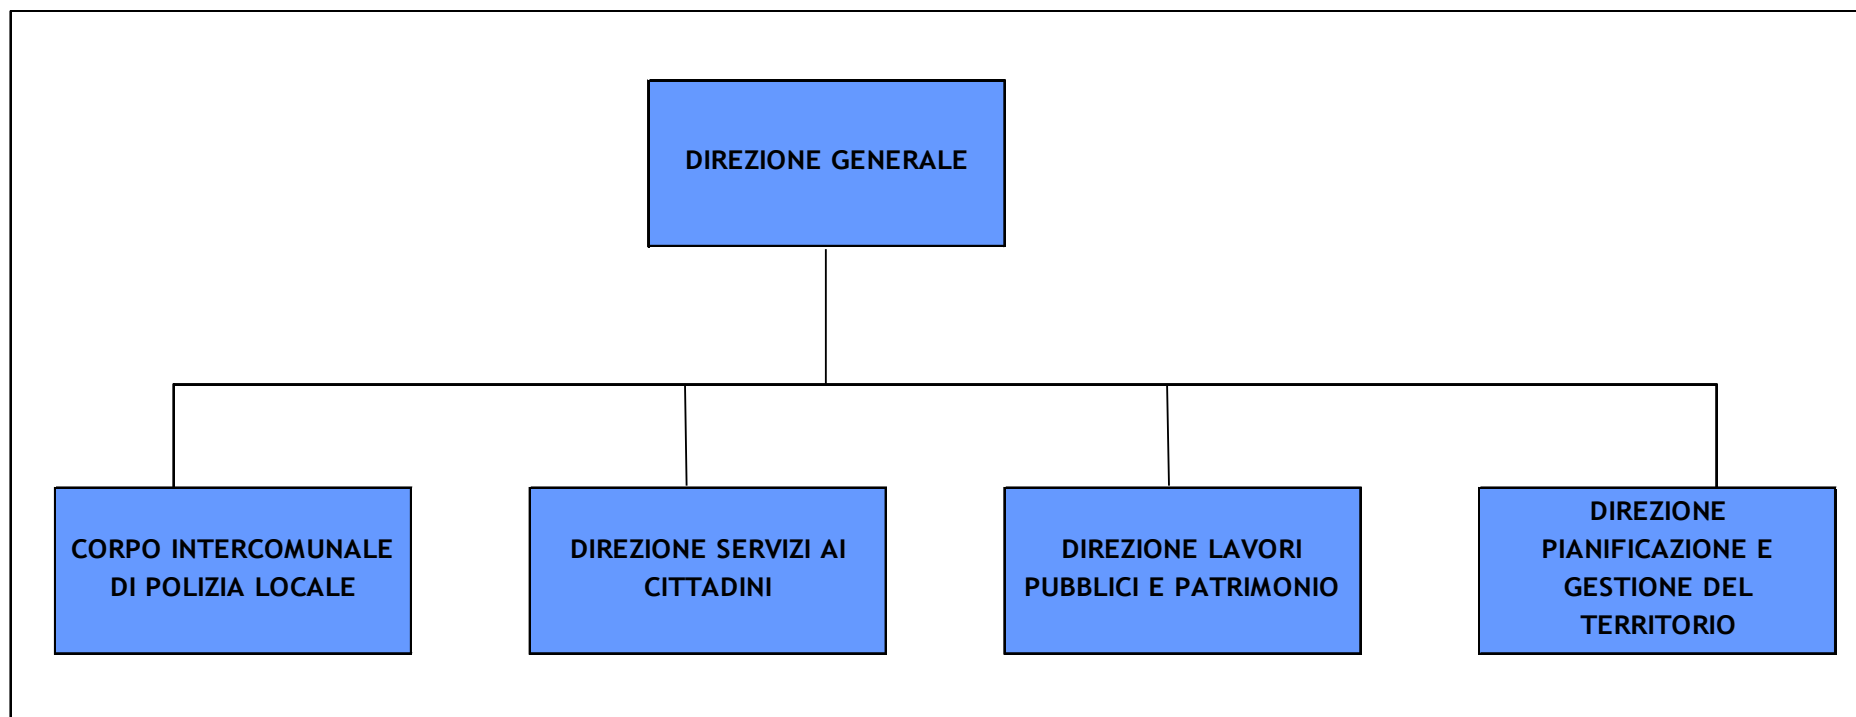 DIREZIONE GENERALE
CORPO INTERCOMUNALE
DI POLIZIA LOCALE
DIREZIONE SERVIZI AI
CITTADINI
DIREZIONE LAVORI
PUBBLICI E PATRIMONIO
DIREZIONE
PIANIFICAZIONE E
GESTIONE DEL
TERRITORIO